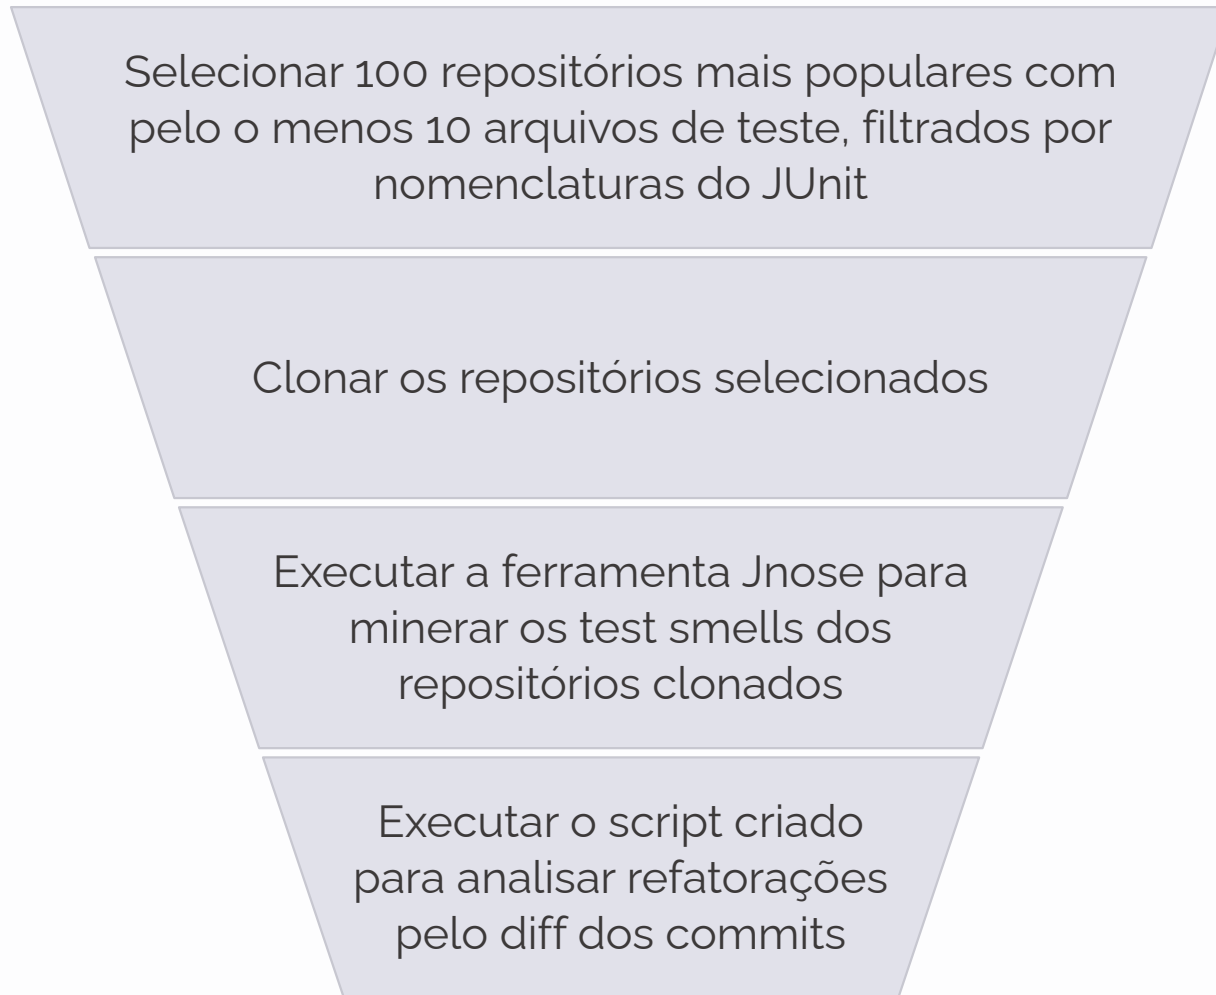 Selecionar 100 repositórios mais populares com
pelo o menos 10 arquivos de teste, filtrados por
nomenclaturas do JUnit
Clonar os repositórios selecionados
Executar a ferramenta Jnose para
minerar os test smells dos
repositórios clonados
Executar o script criado
para analisar refatorações
pelo diff dos commits